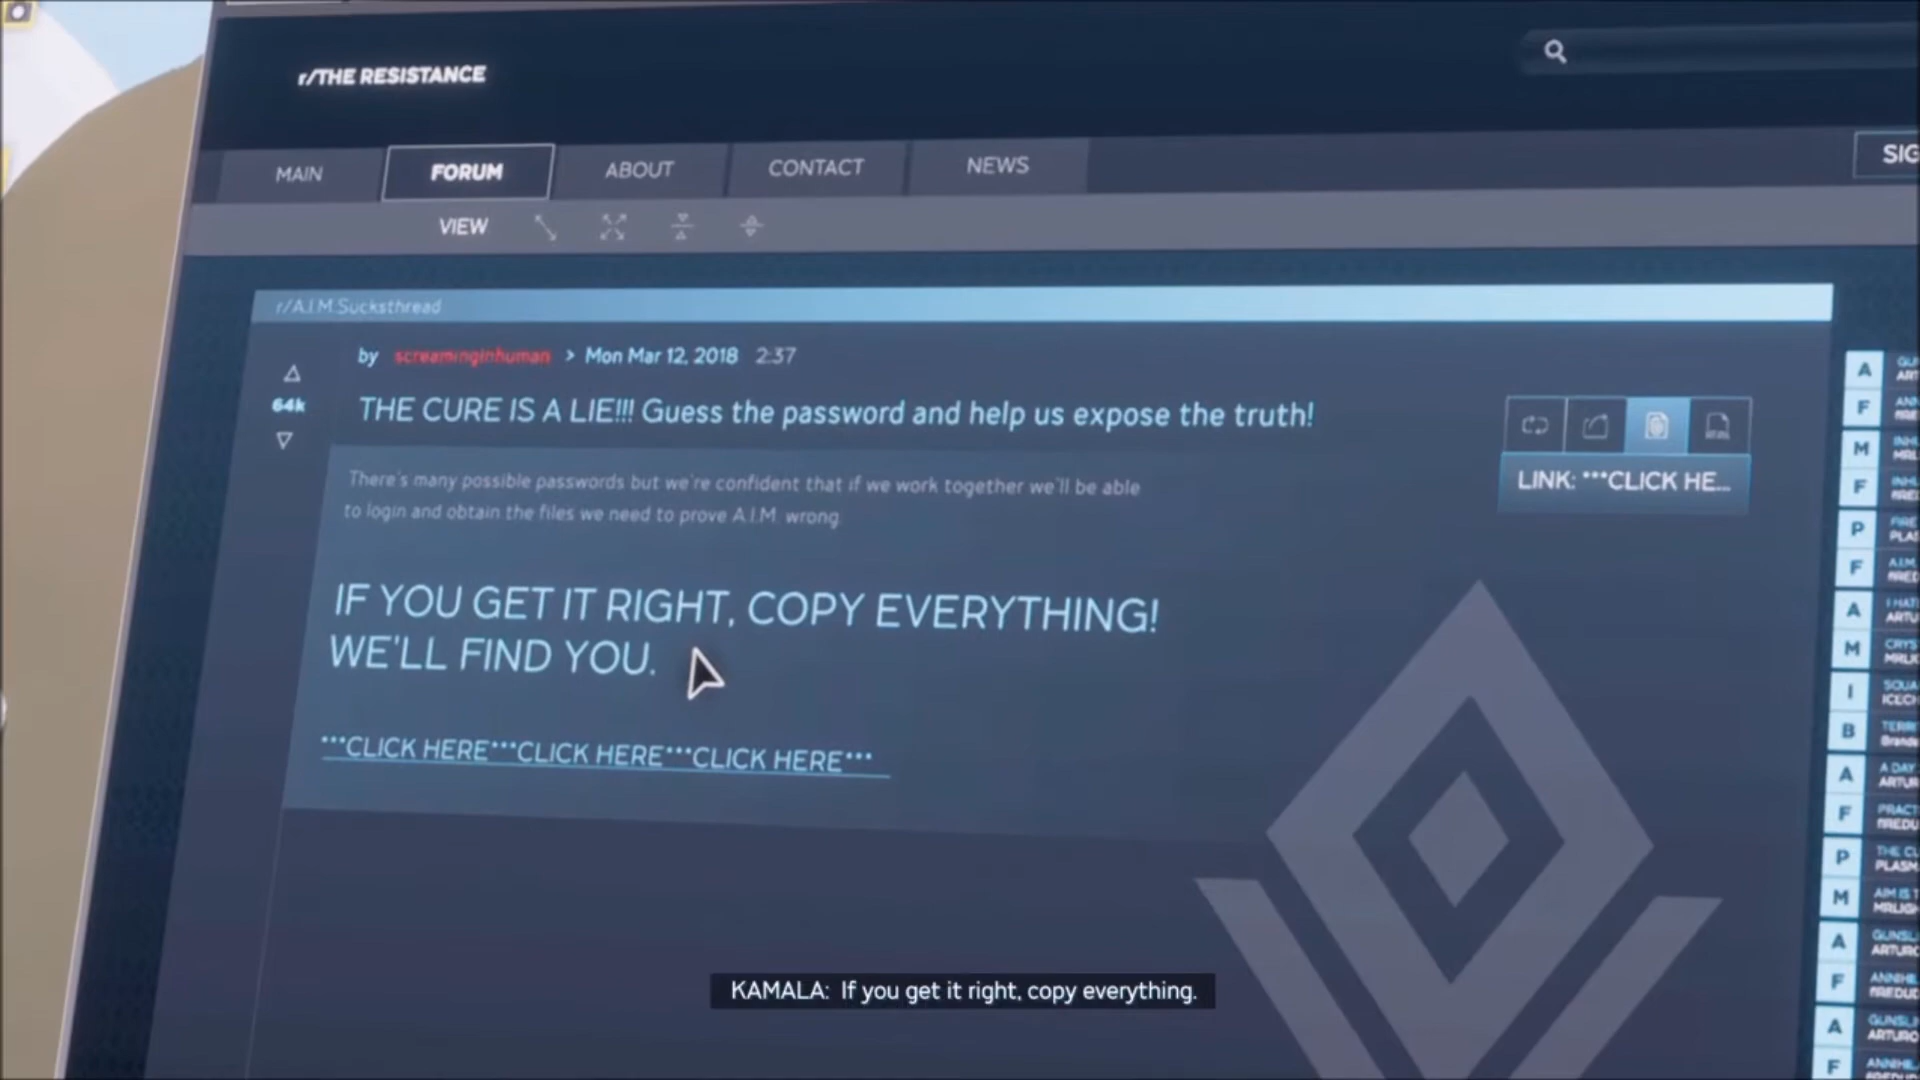 r/THE RESISTANCE
MAIN
FORUM
ABOUT
CONTACT
NEWS
SIG
VIEW
r/A.I.M.Sucksthread
by screaminginhuman > Mon Mar 12, 2018 2:37
64k
THE CURE IS A LIE!!! Guess the password and help us expose the truth!
LINK: ***CLICK HE...
There's many possible passwords but we're confident that if we work together we'll be able
to login and obtain the files we need to prove A.I.M. wrong.
IF YOU GET IT RIGHT, COPY EVERYTHING!
WE'LL FIND YOU.
***CLICK HERE***CLICK HERE***CLICK HERE***
A
F
M
F
P
F
A
M
I
B
A
F
P
M
A
F
A
F
KAMALA: If you get it right, copy everything.